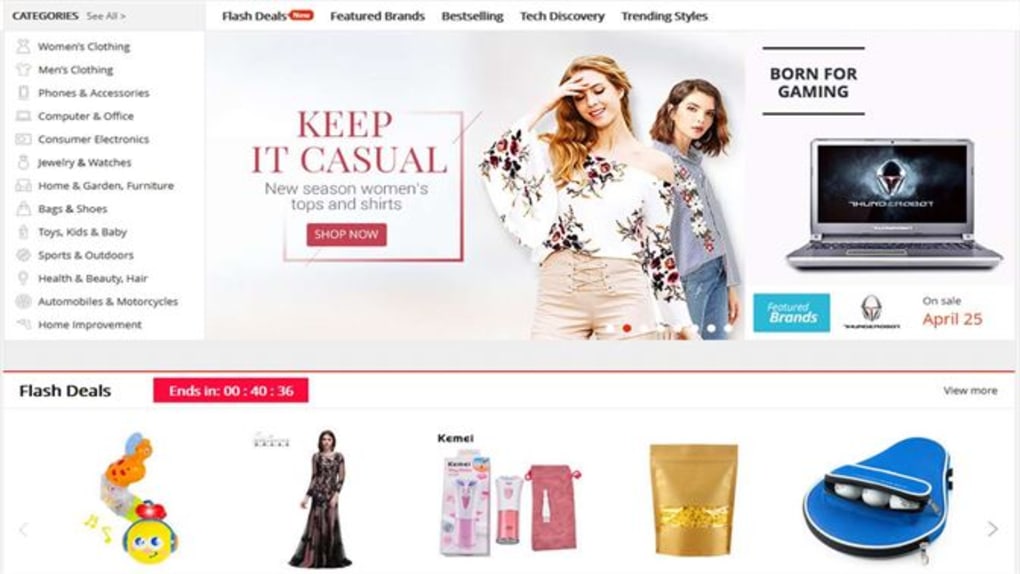 CATEGORIES See All >
Flash Deals New Featured Brands Bestselling Tech Discovery Trending Styles
Women's Clothing
Men's Clothing
Phones & Accessories
Computer & Office
Consumer Electronics
Jewelry & Watches
Home & Garden, Furniture
Bags & Shoes
Toys, Kids & Baby
Sports & Outdoors
Health & Beauty, Hair
Automobiles & Motorcycles
Home Improvement
KEEP
IT CASUAL
New season women's
tops and shirts
SHOP NOW
BORN FOR
GAMING
THUNDEROBOT
Featured
Brands
THUNDEROBOT
On sale
April 25
Flash Deals
Ends in: 00 : 40 : 36
View more
Kemei
Kemei